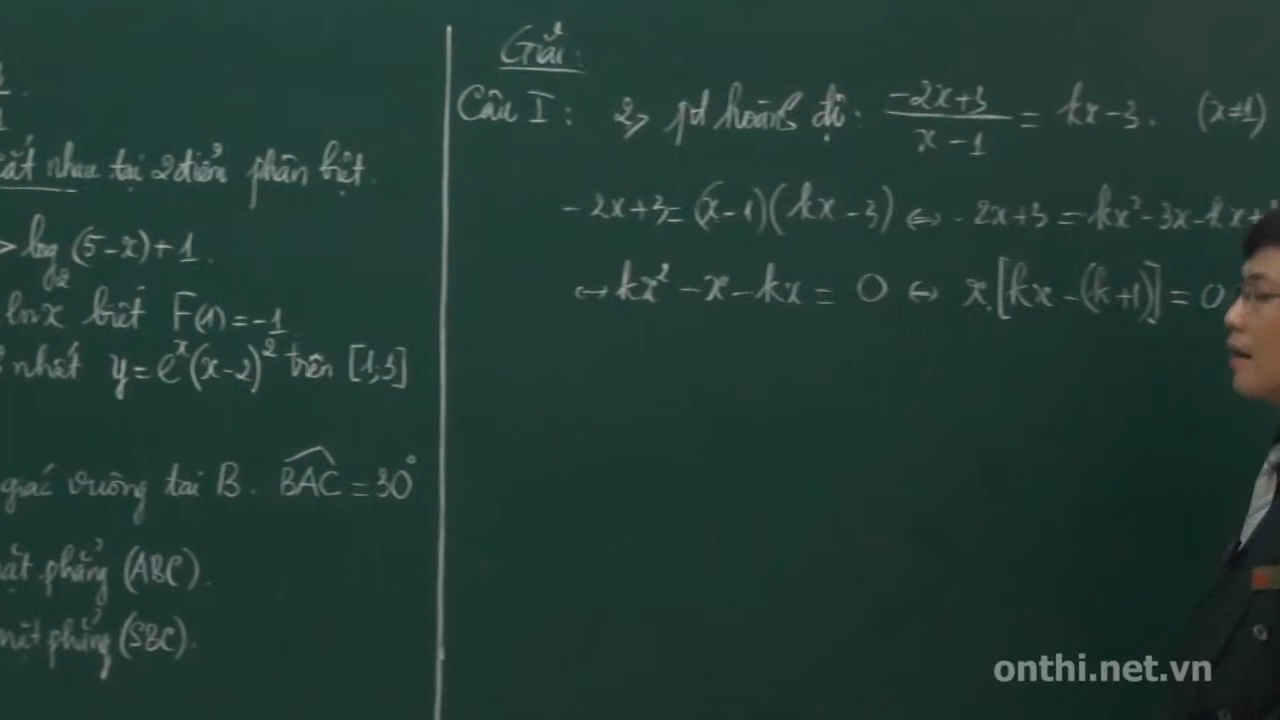 cắt nhau tại 2 điểm phân biệt.
> log₂(5-x)+1.
lnx biết F(1)=-1
nhất y=eˣ(x-2)² trên [1;3]
giác vuông tại B. BAC=30°
mặt phẳng (ABC).
mặt phẳng (SBC).
Giải:
Câu I: 2> pt hoành độ: (-2x+3)/(x-1) = kx-3. (x≠1)
-2x+3=(x-1)(kx-3) ⇔ -2x+3=kx²-3x-kx+
⇔ kx²-x-kx=0 ⇔ x.[kx-(k+1)]=0
onthi.net.vn